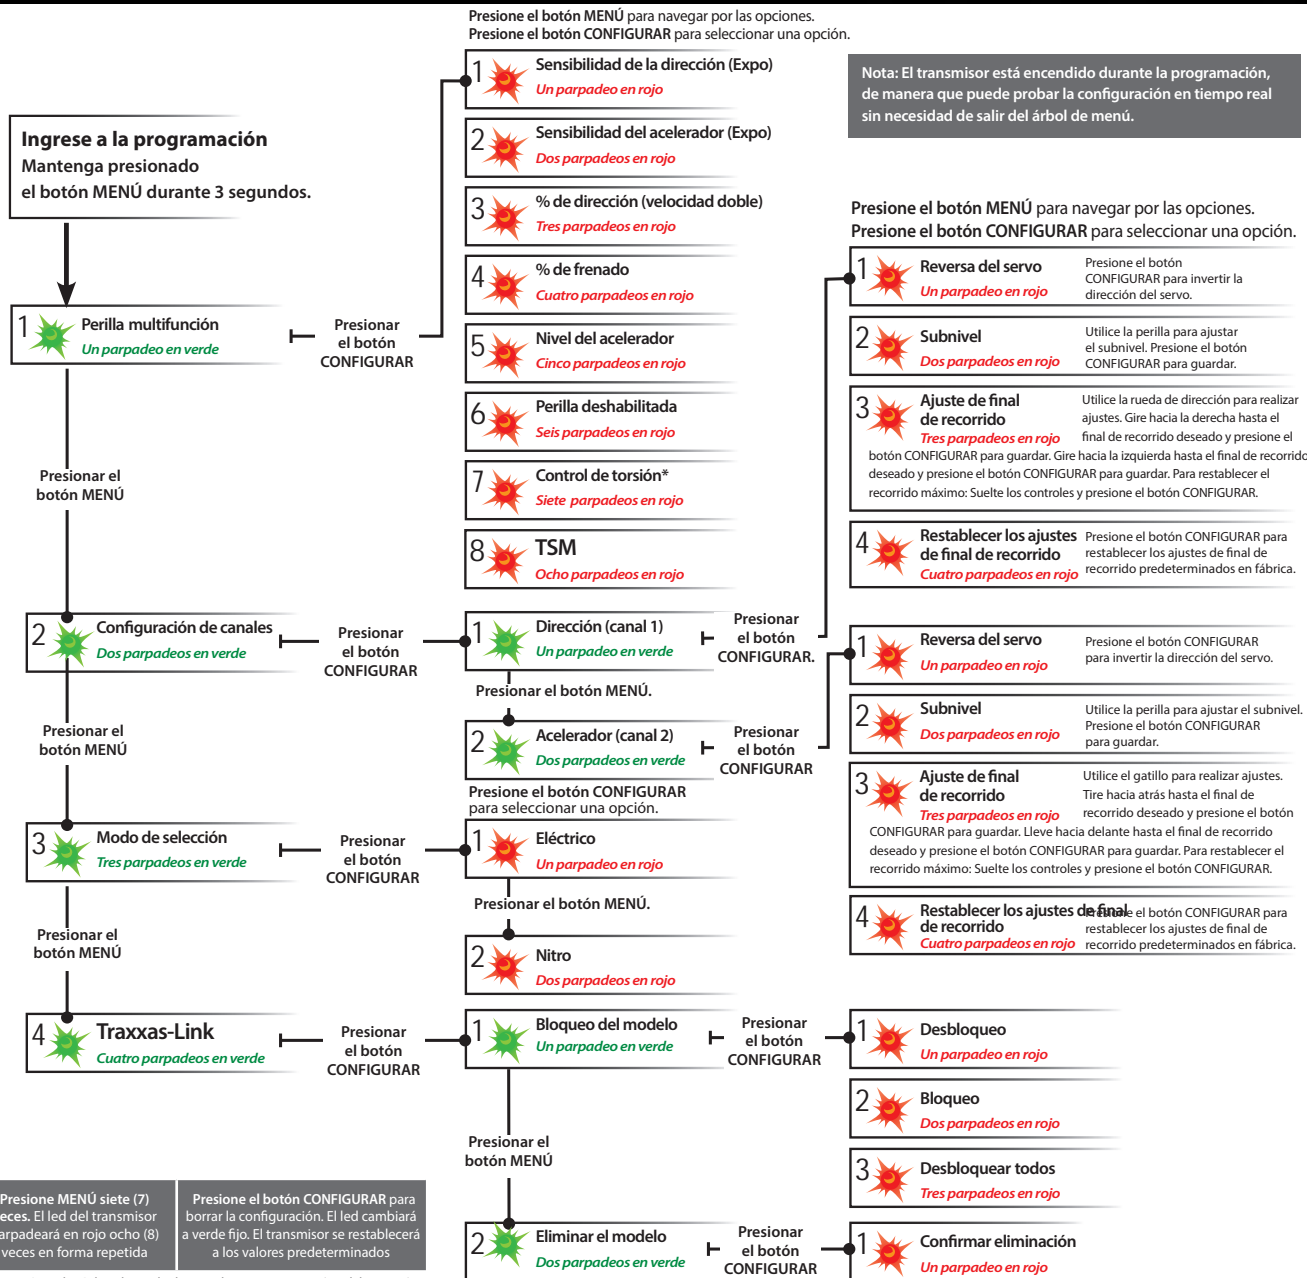 Presione el botón MENÚ para navegar por las opciones.
Presione el botón CONFIGURAR para seleccionar una opción.
Nota: El transmisor está encendido durante la programación,
de manera que puede probar la configuración en tiempo real
sin necesidad de salir del árbol de menú.
Ingrese a la programación
Mantenga presionado
el botón MENÚ durante 3 segundos.
1 Perilla multifunción
Un parpadeo en verde
Presionar
el botón
CONFIGURAR
1 Sensibilidad de la dirección (Expo)
Un parpadeo en rojo
2 Sensibilidad del acelerador (Expo)
Dos parpadeos en rojo
3 % de dirección (velocidad doble)
Tres parpadeos en rojo
4 % de frenado
Cuatro parpadeos en rojo
5 Nivel del acelerador
Cinco parpadeos en rojo
6 Perilla deshabilitada
Seis parpadeos en rojo
7 Control de torsión*
Siete parpadeos en rojo
8 TSM
Ocho parpadeos en rojo
Presionar el
botón MENÚ
2 Configuración de canales
Dos parpadeos en verde
Presionar
el botón
CONFIGURAR
1 Dirección (canal 1)
Un parpadeo en verde
Presionar
el botón
CONFIGURAR.
Presione el botón MENÚ para navegar por las opciones.
Presione el botón CONFIGURAR para seleccionar una opción.
1 Reversa del servo
Un parpadeo en rojo
Presione el botón
CONFIGURAR para invertir la
dirección del servo.
2 Subnivel
Dos parpadeos en rojo
Utilice la perilla para ajustar
el subnivel. Presione el botón
CONFIGURAR para guardar.
3 Ajuste de final
de recorrido
Tres parpadeos en rojo
Utilice la rueda de dirección para realizar
ajustes. Gire hacia la derecha hasta el
final de recorrido deseado y presione el
botón CONFIGURAR para guardar. Gire hacia la izquierda hasta el final de recorrido
deseado y presione el botón CONFIGURAR para guardar. Para restablecer el
recorrido máximo: Suelte los controles y presione el botón CONFIGURAR.
4 Restablecer los ajustes
de final de recorrido
Cuatro parpadeos en rojo
Presione el botón CONFIGURAR para
restablecer los ajustes de final de
recorrido predeterminados en fábrica.
Presionar el botón MENÚ.
2 Acelerador (canal 2)
Dos parpadeos en verde
Presionar
el botón
CONFIGURAR
1 Reversa del servo
Un parpadeo en rojo
Presione el botón CONFIGURAR
para invertir la dirección del servo.
2 Subnivel
Dos parpadeos en rojo
Utilice la perilla para ajustar el subnivel.
Presione el botón CONFIGURAR
para guardar.
3 Ajuste de final
de recorrido
Tres parpadeos en rojo
Utilice el gatillo para realizar ajustes.
Tire hacia atrás hasta el final de
recorrido deseado y presione el botón
CONFIGURAR para guardar. Lleve hacia delante hasta el final de recorrido
deseado y presione el botón CONFIGURAR para guardar. Para restablecer el
recorrido máximo: Suelte los controles y presione el botón CONFIGURAR.
4 Restablecer los ajustes de final
de recorrido
Cuatro parpadeos en rojo
Presione el botón CONFIGURAR para
restablecer los ajustes de final de
recorrido predeterminados en fábrica.
Presionar el
botón MENÚ
Presione el botón CONFIGURAR
para seleccionar una opción.
3 Modo de selección
Tres parpadeos en verde
Presionar
el botón
CONFIGURAR
1 Eléctrico
Un parpadeo en rojo
Presionar el botón MENÚ.
2 Nitro
Dos parpadeos en rojo
Presionar el
botón MENÚ
4 Traxxas-Link
Cuatro parpadeos en verde
Presionar
el botón
CONFIGURAR
1 Bloqueo del modelo
Un parpadeo en verde
Presionar
el botón
CONFIGURAR
1 Desbloqueo
Un parpadeo en rojo
2 Bloqueo
Dos parpadeos en rojo
3 Desbloquear todos
Tres parpadeos en rojo
Presionar el
botón MENÚ
2 Eliminar el modelo
Dos parpadeos en verde
Presionar
el botón
CONFIGURAR
1 Confirmar eliminación
Un parpadeo en rojo
Presione MENÚ siete (7)
eces. El led del transmisor
arpadeará en rojo ocho (8)
veces en forma repetida
Presione el botón CONFIGURAR para
borrar la configuración. El led cambiará
a verde fijo. El transmisor se restablecerá
a los valores predeterminados